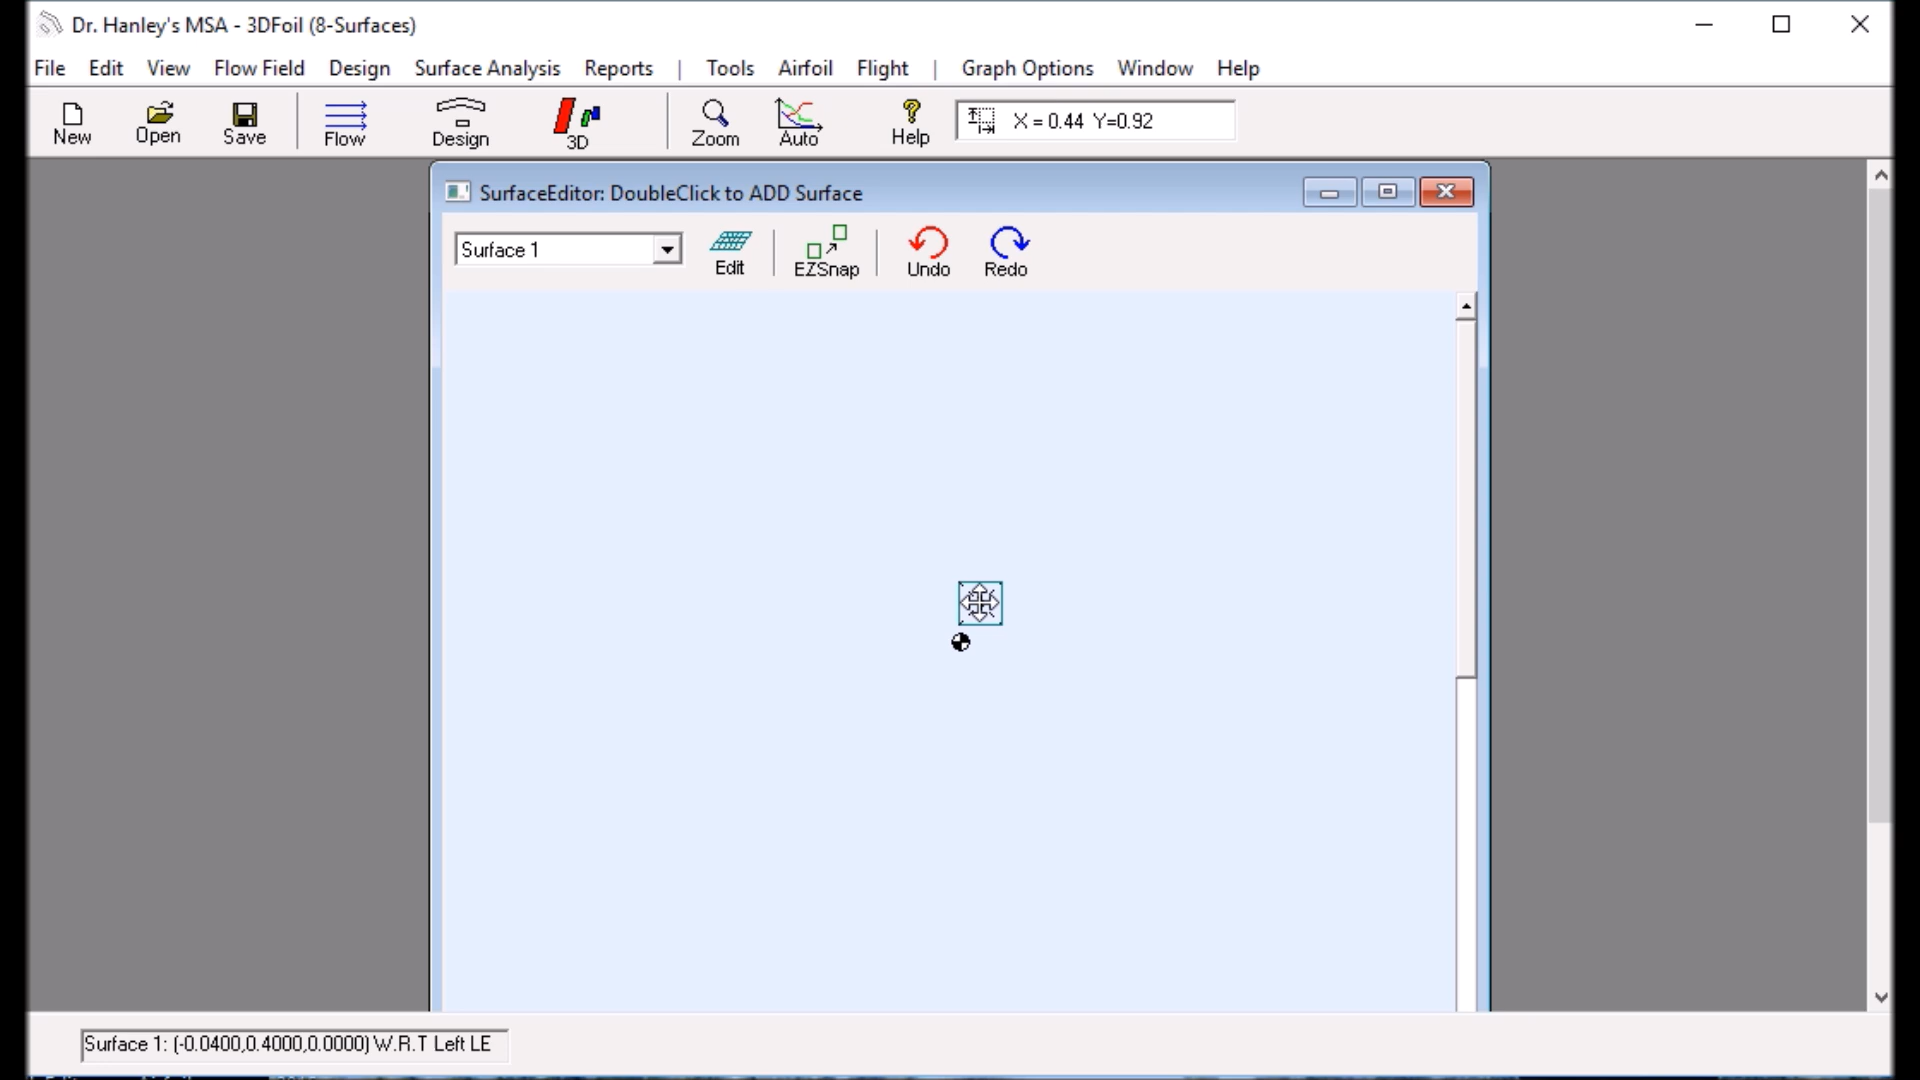 Dr. Hanley's MSA - 3DFoil (8-Surfaces)
File Edit View Flow Field Design Surface Analysis Reports | Tools Airfoil Flight | Graph Options Window Help
New Open Save Flow Design 3D Zoom Auto Help X = 0.44 Y=0.92
SurfaceEditor: DoubleClick to ADD Surface
Surface 1 Edit EZSnap Undo Redo
Surface 1: (-0.0400,0.4000,0.0000) W.R.T Left LE